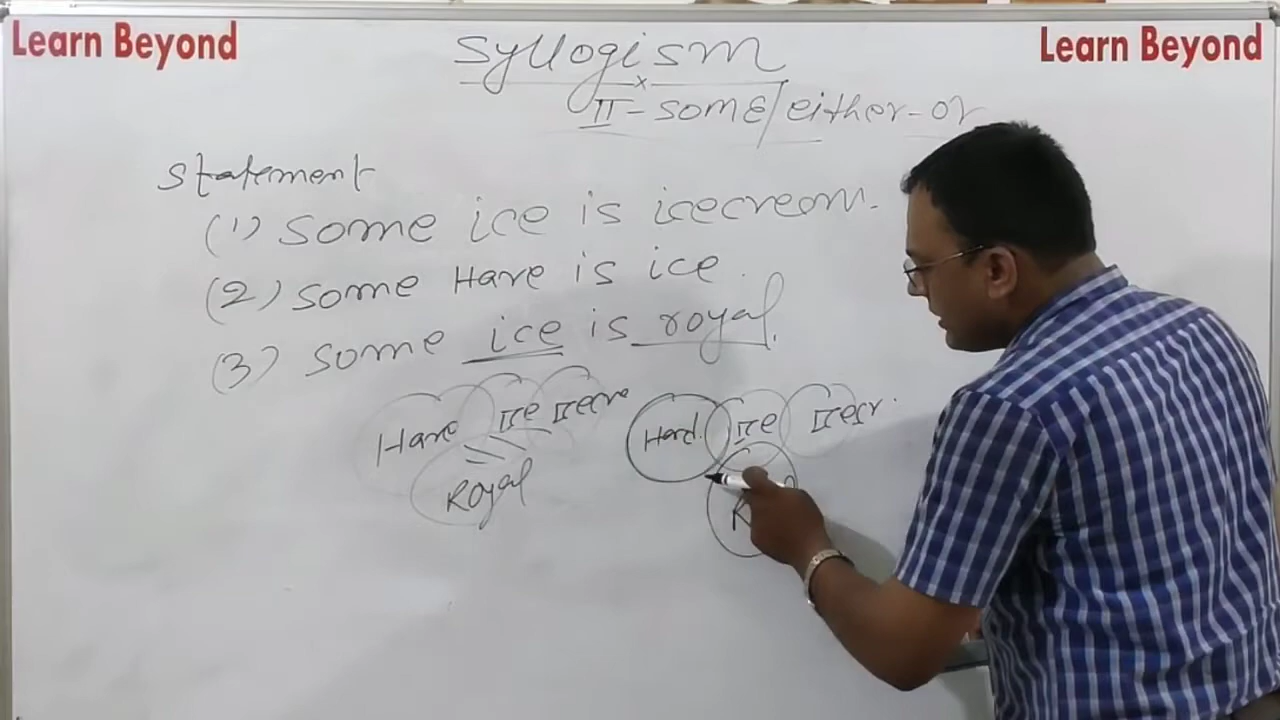 Learn Beyond
Learn Beyond
Syllogism
II - some/either-or
Statement
(1) some ice is icecream.
(2) some Hare is ice.
(3) some ice is royal.
Hare Ice Icecre
Royal
Hard. Ice Icecr.